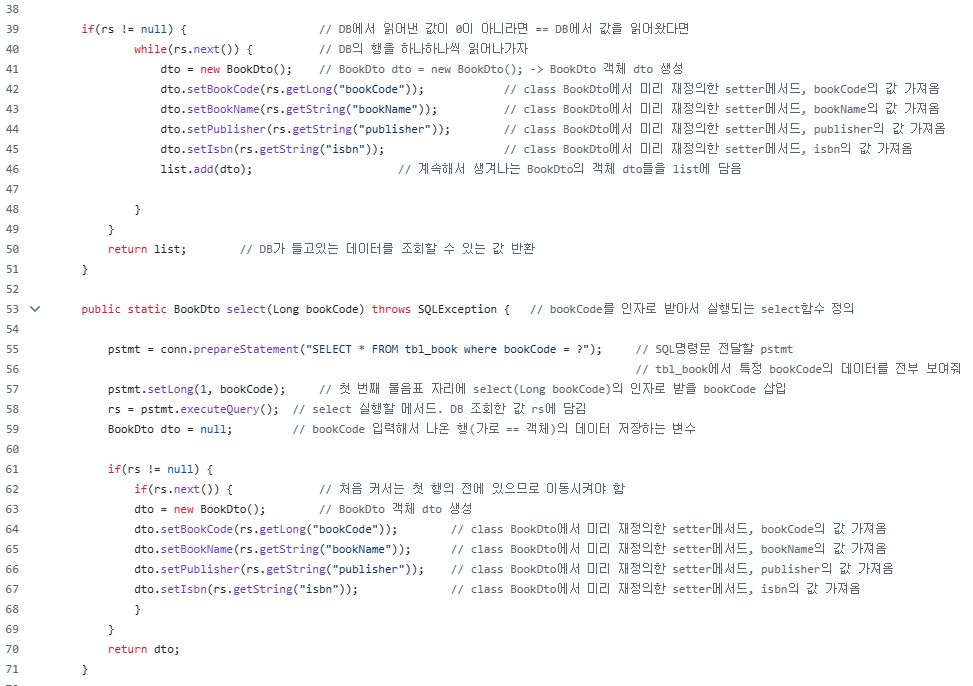 38
39 if(rs != null) { // DB에서 읽어낸 값이 0이 아니라면 == DB에서 값을 읽어왔다면
40 while(rs.next()) { // DB의 행을 하나하나씩 읽어나가자
41 dto = new BookDto(); // BookDto dto = new BookDto(); -> BookDto 객체 dto 생성
42 dto.setBookCode(rs.getLong("bookCode")); // class BookDto에서 미리 재정의한 setter메서드, bookCode의 값 가져옴
43 dto.setBookName(rs.getString("bookName")); // class BookDto에서 미리 재정의한 setter메서드, bookName의 값 가져옴
44 dto.setPublisher(rs.getString("publisher")); // class BookDto에서 미리 재정의한 setter메서드, publisher의 값 가져옴
45 dto.setIsbn(rs.getString("isbn")); // class BookDto에서 미리 재정의한 setter메서드, isbn의 값 가져옴
46 list.add(dto); // 계속해서 생겨나는 BookDto의 객체 dto들을 list에 담음
47
48 }
49 }
50 return list; // DB가 들고있는 데이터를 조회할 수 있는 값 반환
51 }
52
53 public static BookDto select(Long bookCode) throws SQLException { // bookCode를 인자로 받아서 실행되는 select함수 정의
54
55 pstmt = conn.prepareStatement("SELECT * FROM tbl_book where bookCode = ?"); // SQL명령문 전달할 pstmt
56 // tbl_book에서 특정 bookCode의 데이터를 전부 보여줘
57 pstmt.setLong(1, bookCode); // 첫 번째 물음표 자리에 select(Long bookCode)의 인자로 받을 bookCode 삽입
58 rs = pstmt.executeQuery(); // select 실행할 메서드. DB 조회한 값 rs에 담김
59 BookDto dto = null; // bookCode 입력해서 나온 행(가로 == 객체)의 데이터 저장하는 변수
60
61 if(rs != null) {
62 if(rs.next()) { // 처음 커서는 첫 행의 전에 있으므로 이동시켜야 함
63 dto = new BookDto(); // BookDto 객체 dto 생성
64 dto.setBookCode(rs.getLong("bookCode")); // class BookDto에서 미리 재정의한 setter메서드, bookCode의 값 가져옴
65 dto.setBookName(rs.getString("bookName")); // class BookDto에서 미리 재정의한 setter메서드, bookName의 값 가져옴
66 dto.setPublisher(rs.getString("publisher")); // class BookDto에서 미리 재정의한 setter메서드, publisher의 값 가져옴
67 dto.setIsbn(rs.getString("isbn")); // class BookDto에서 미리 재정의한 setter메서드, isbn의 값 가져옴
68 }
69 }
70 return dto;
71 }